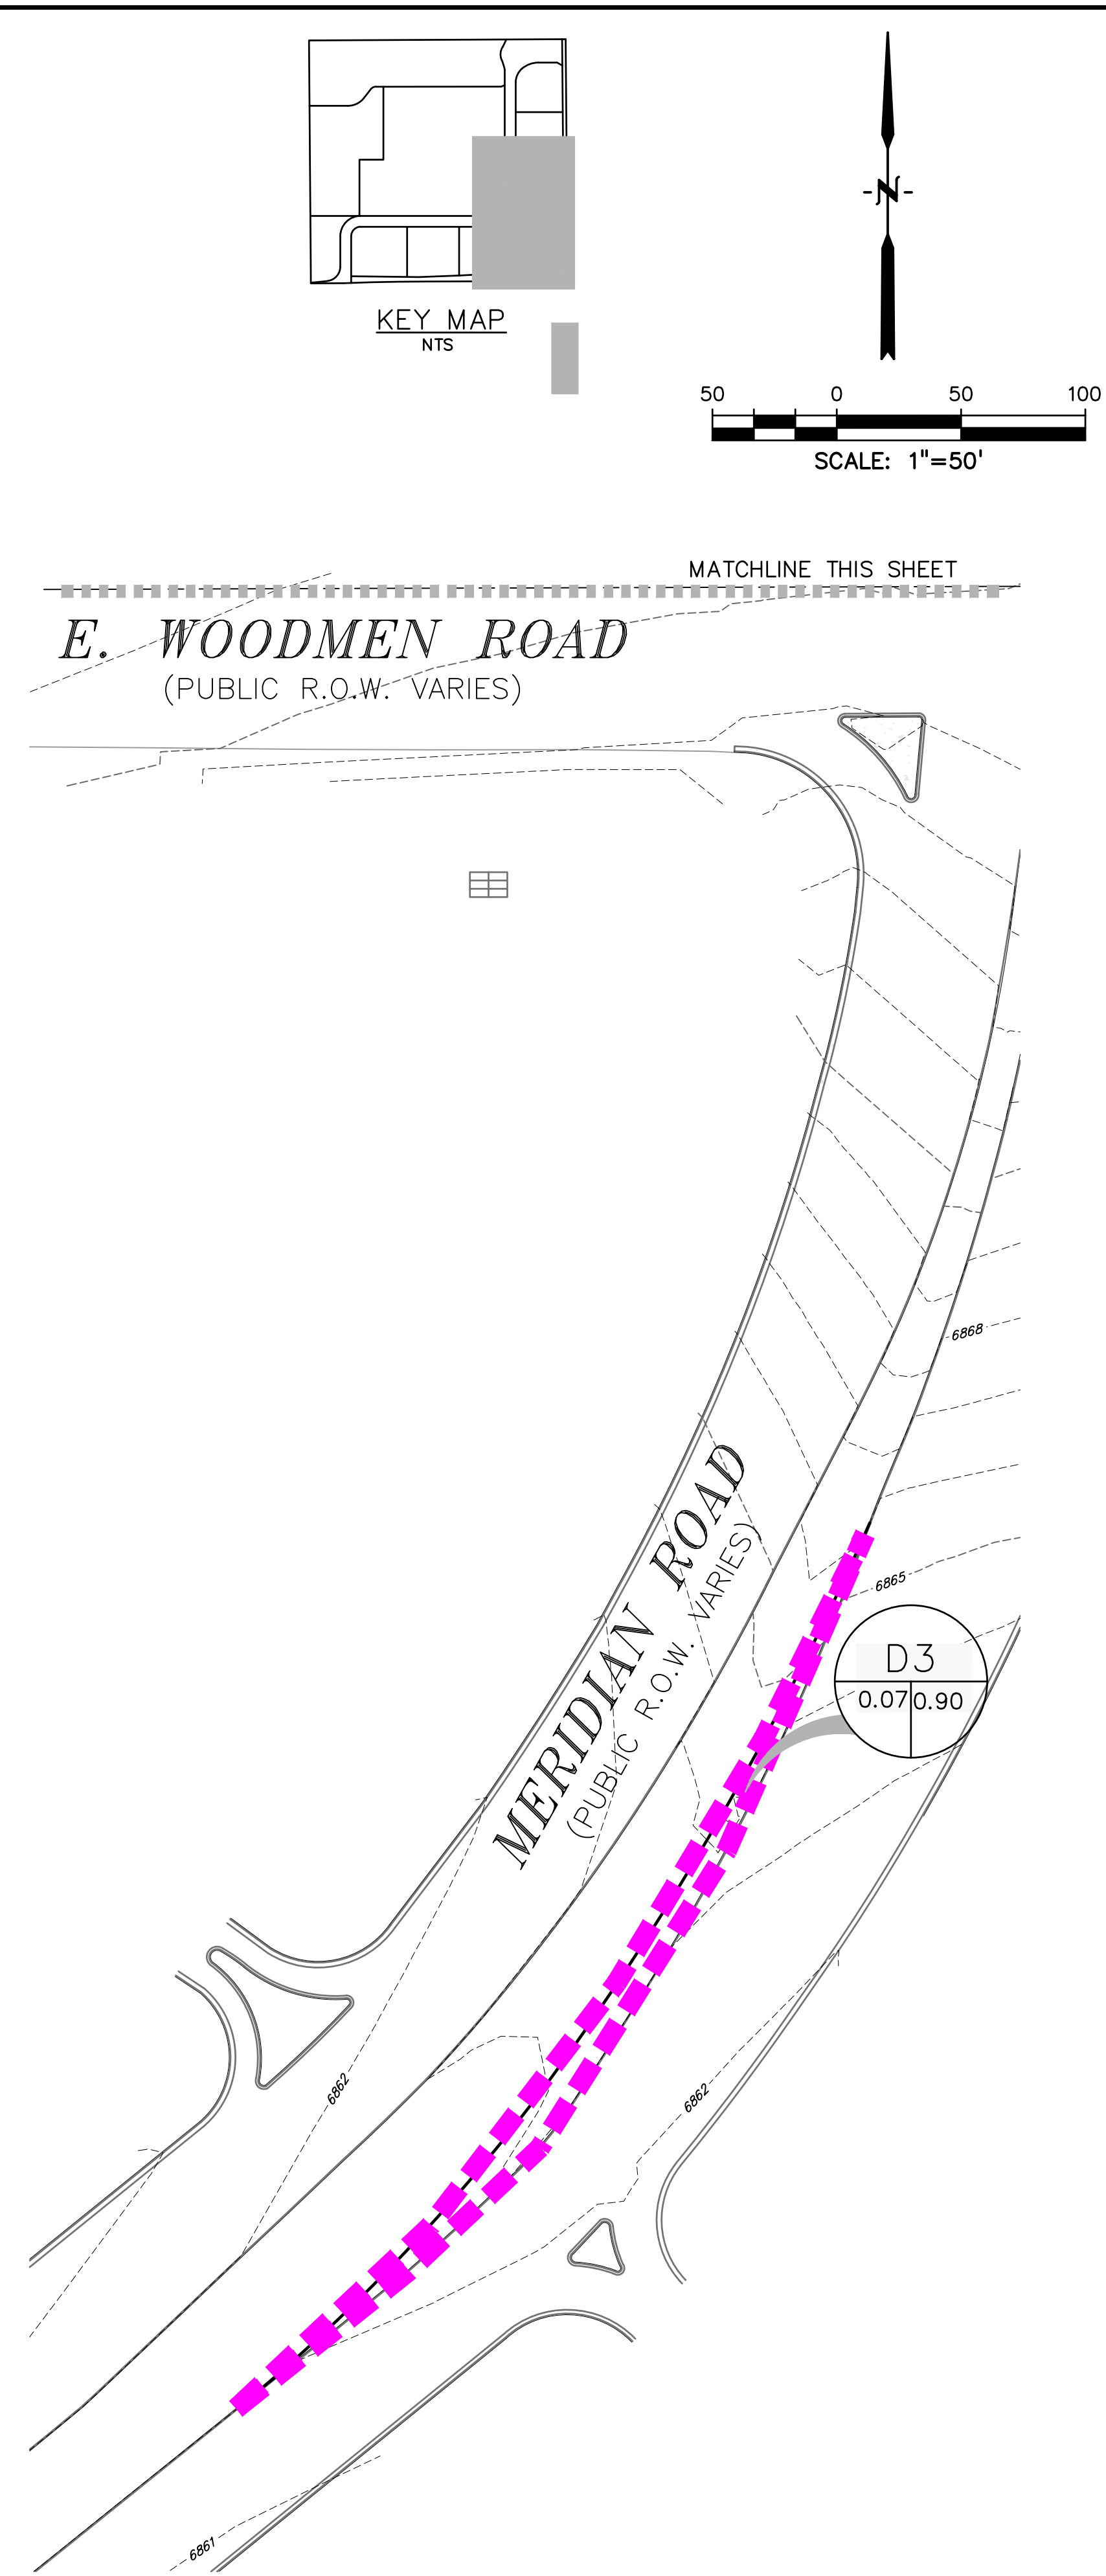 KEY MAP
NTS
N
50 0 50 100
SCALE: 1"=50'
MATCHLINE THIS SHEET
E. WOODMEN ROAD
(PUBLIC R.O.W. VARIES)
6868
MERIDIAN ROAD
(PUBLIC R.O.W. VARIES)
6865
D3
0.07 0.90
6862
6862
6861